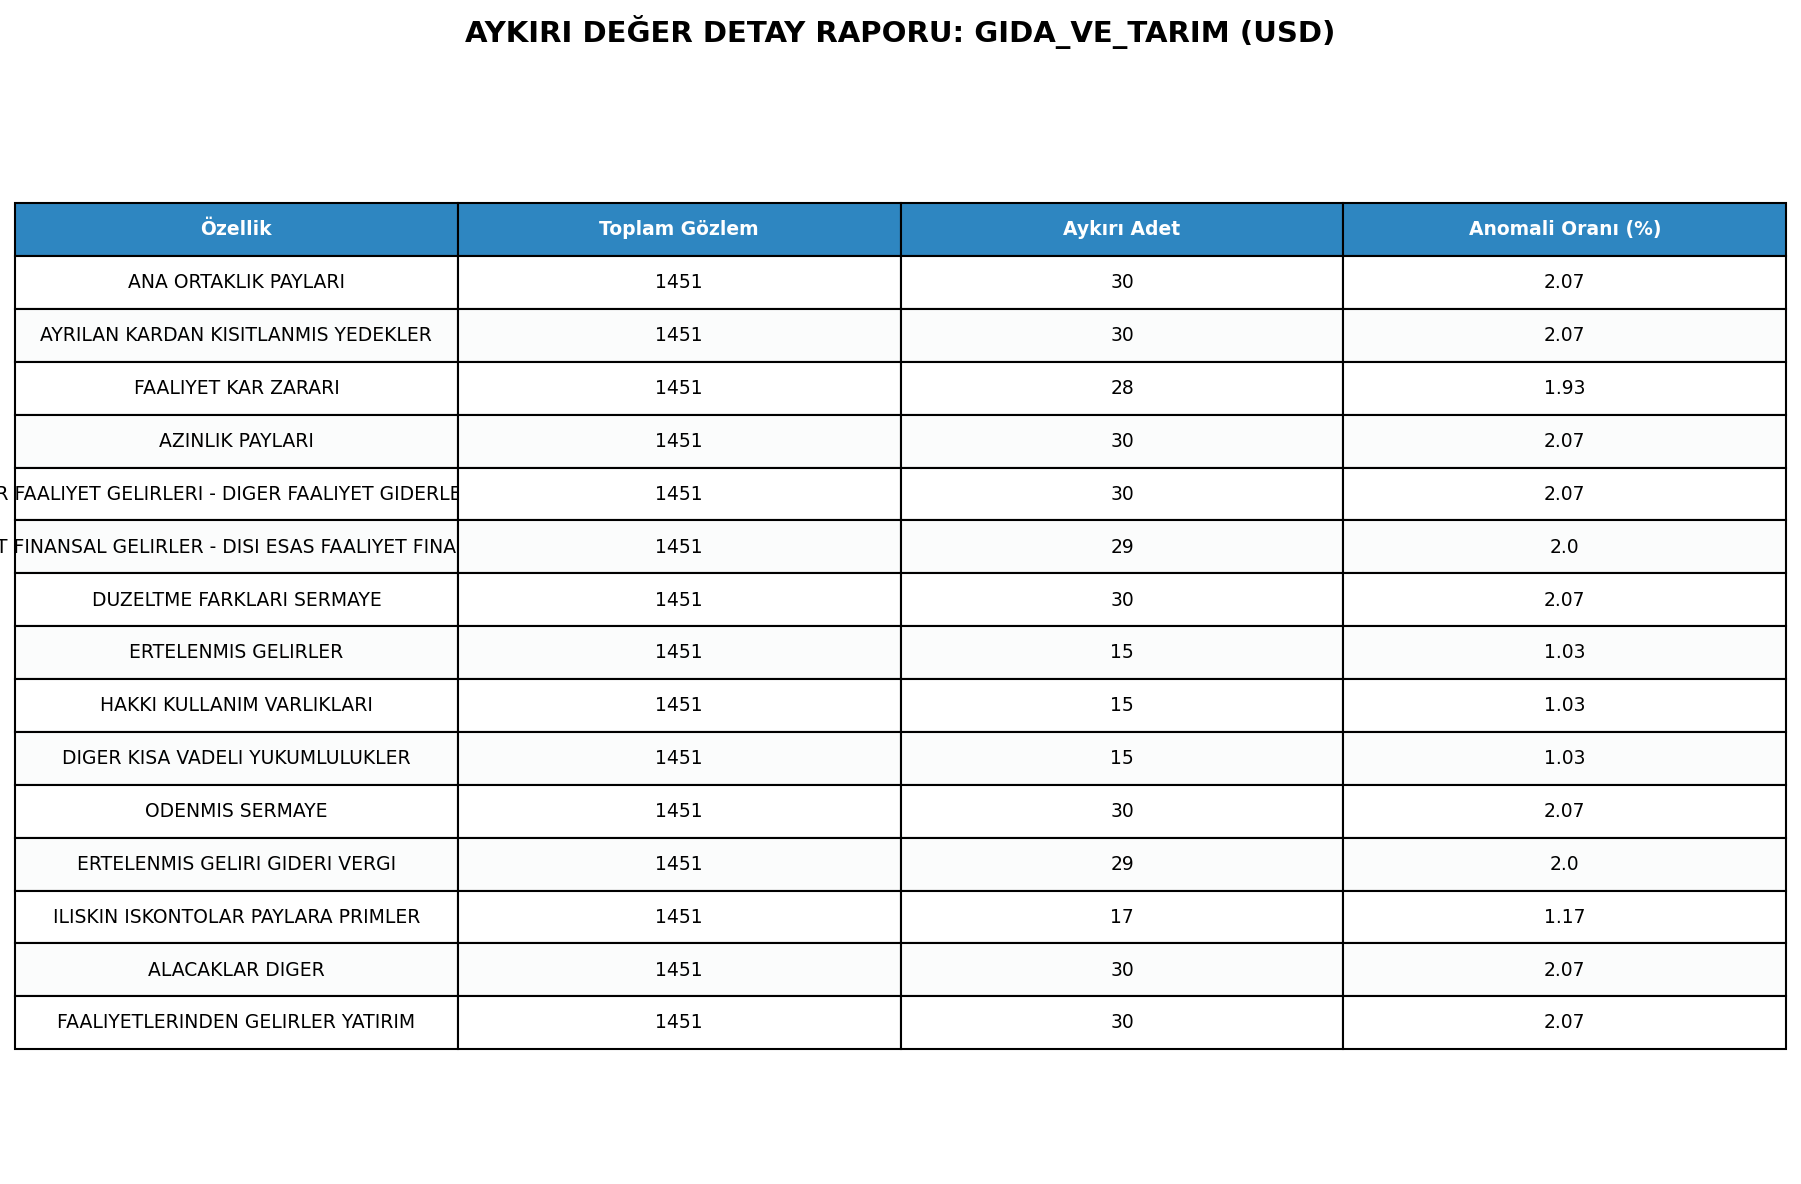 AYKIRI DEĞER DETAY RAPORU: GIDA_VE_TARIM (USD)
Özellik Toplam Gözlem Aykırı Adet Anomali Oranı (%)
ANA ORTAKLIK PAYLARI 1451 30 2.07
AYRILAN KARDAN KISITLANMIS YEDEKLER 1451 30 2.07
FAALIYET KAR ZARARI 1451 28 1.93
AZINLIK PAYLARI 1451 30 2.07
R FAALIYET GELIRLERI - DIGER FAALIYET GIDERLE 1451 30 2.07
T FINANSAL GELIRLER - DISI ESAS FAALIYET FINA 1451 29 2.0
DUZELTME FARKLARI SERMAYE 1451 30 2.07
ERTELENMIS GELIRLER 1451 15 1.03
HAKKI KULLANIM VARLIKLARI 1451 15 1.03
DIGER KISA VADELI YUKUMLULUKLER 1451 15 1.03
ODENMIS SERMAYE 1451 30 2.07
ERTELENMIS GELIRI GIDERI VERGI 1451 29 2.0
ILISKIN ISKONTOLAR PAYLARA PRIMLER 1451 17 1.17
ALACAKLAR DIGER 1451 30 2.07
FAALIYETLERINDEN GELIRLER YATIRIM 1451 30 2.07